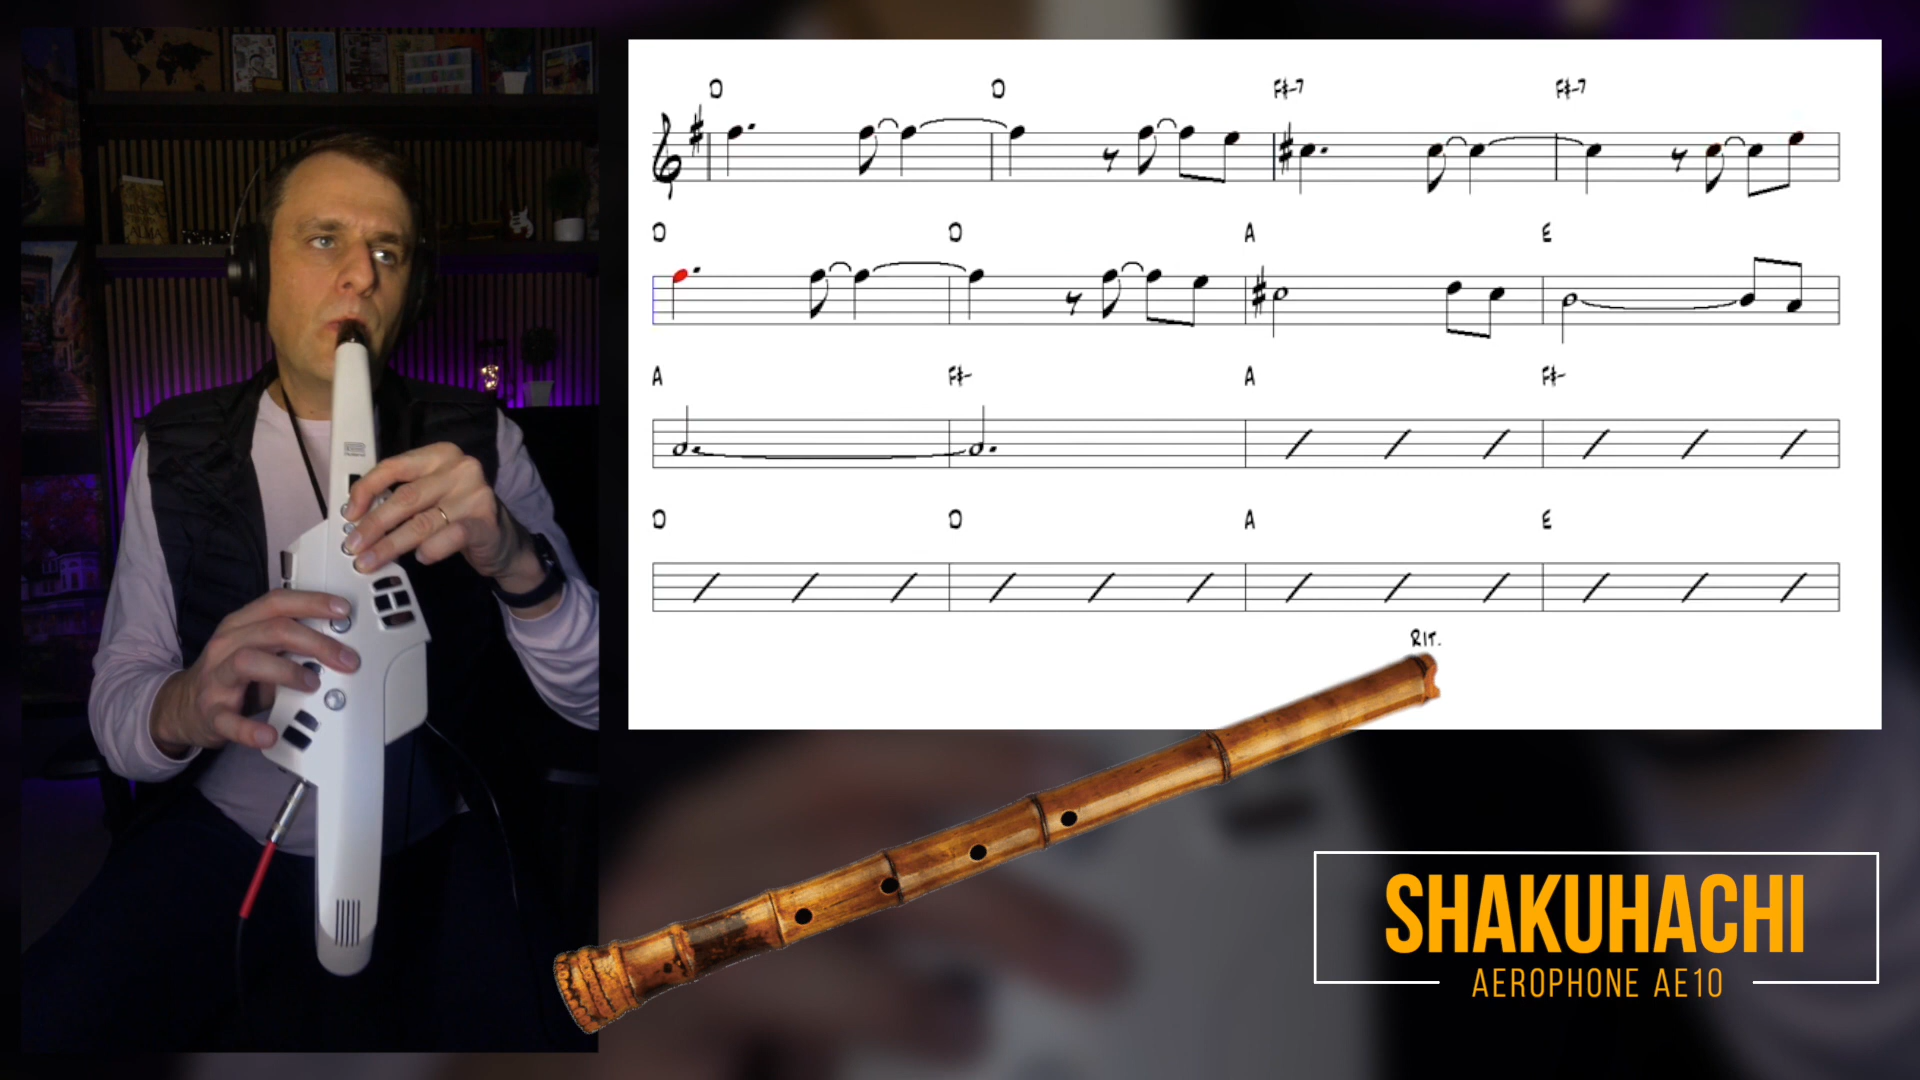 D D F#-7 F#-7
D D A E
A F#- A F#-
D D A E
RIT.
SHAKUHACHI
AEROPHONE AE10